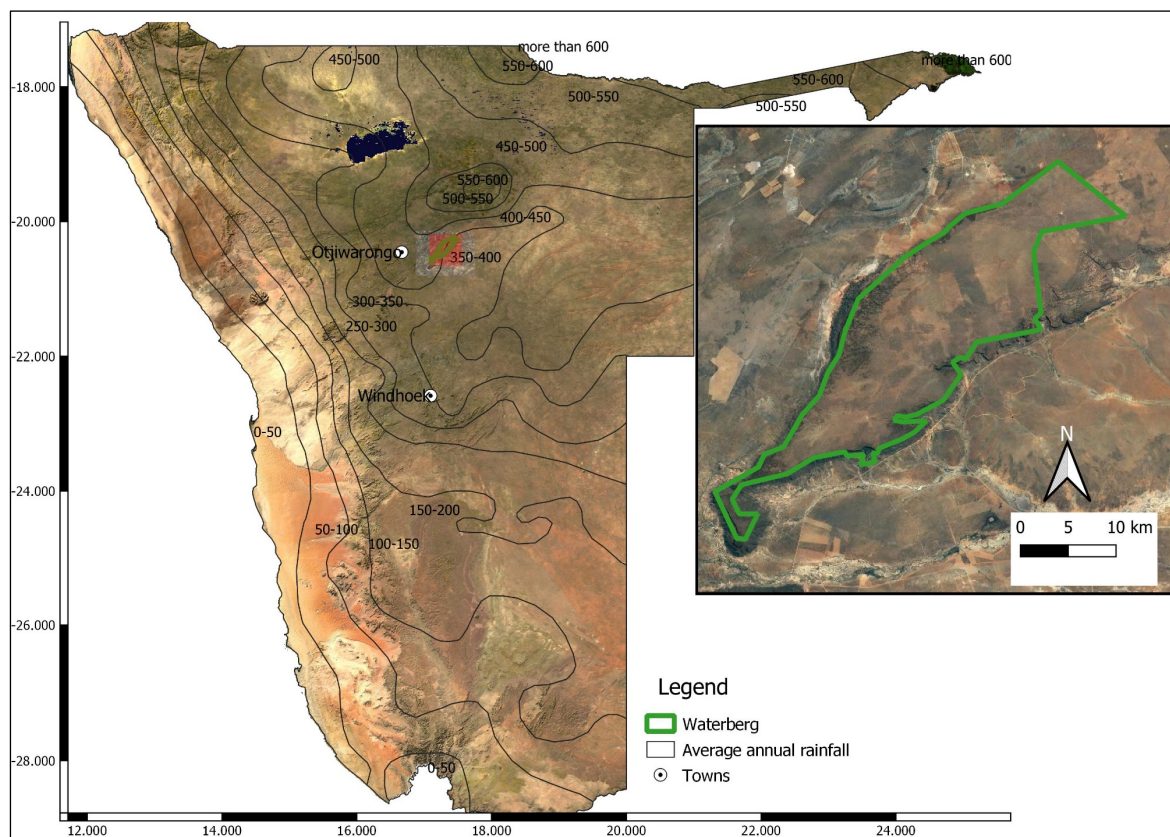 more than 600
450-500
550-600
more than 600
550-600
500-550
500-550
450-500
550-600
500-550
400-450
Otjiwarongo
350-400
300-350
250-300
Windhoek
0-50
150-200
50-100
100-150
0-50
N
0 5 10 km
Legend
Waterberg
Average annual rainfall
Towns
-18.000
-20.000
-22.000
-24.000
-26.000
-28.000
12.000 14.000 16.000 18.000 20.000 22.000 24.000